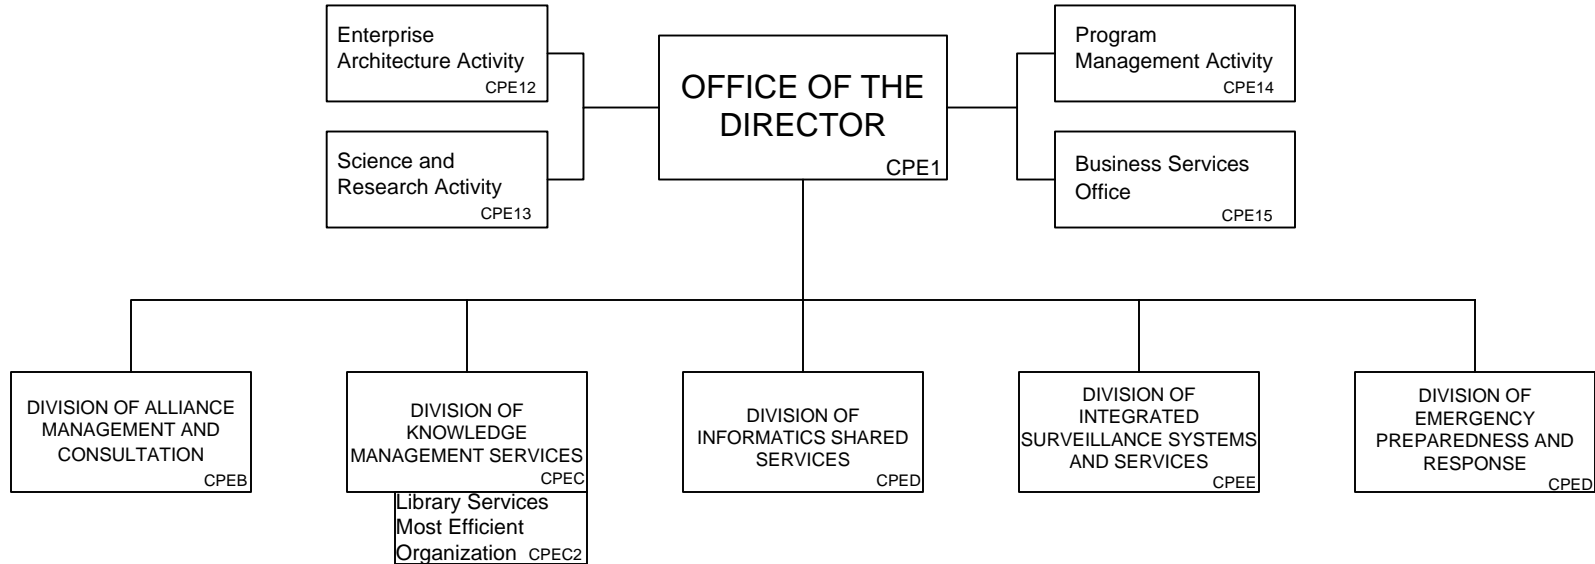 Enterprise
Architecture Activity
CPE12
Science and
Research Activity
CPE13
OFFICE OF THE
DIRECTOR
CPE1
Program
Management Activity
CPE14
Business Services
Office
CPE15
DIVISION OF ALLIANCE
MANAGEMENT AND
CONSULTATION
CPEB
DIVISION OF
KNOWLEDGE
MANAGEMENT SERVICES
CPEC
Library Services
Most Efficient
Organization CPEC2
DIVISION OF
INFORMATICS SHARED
SERVICES
CPED
DIVISION OF
INTEGRATED
SURVEILLANCE SYSTEMS
AND SERVICES
CPEE
DIVISION OF
EMERGENCY
PREPAREDNESS AND
RESPONSE
CPED